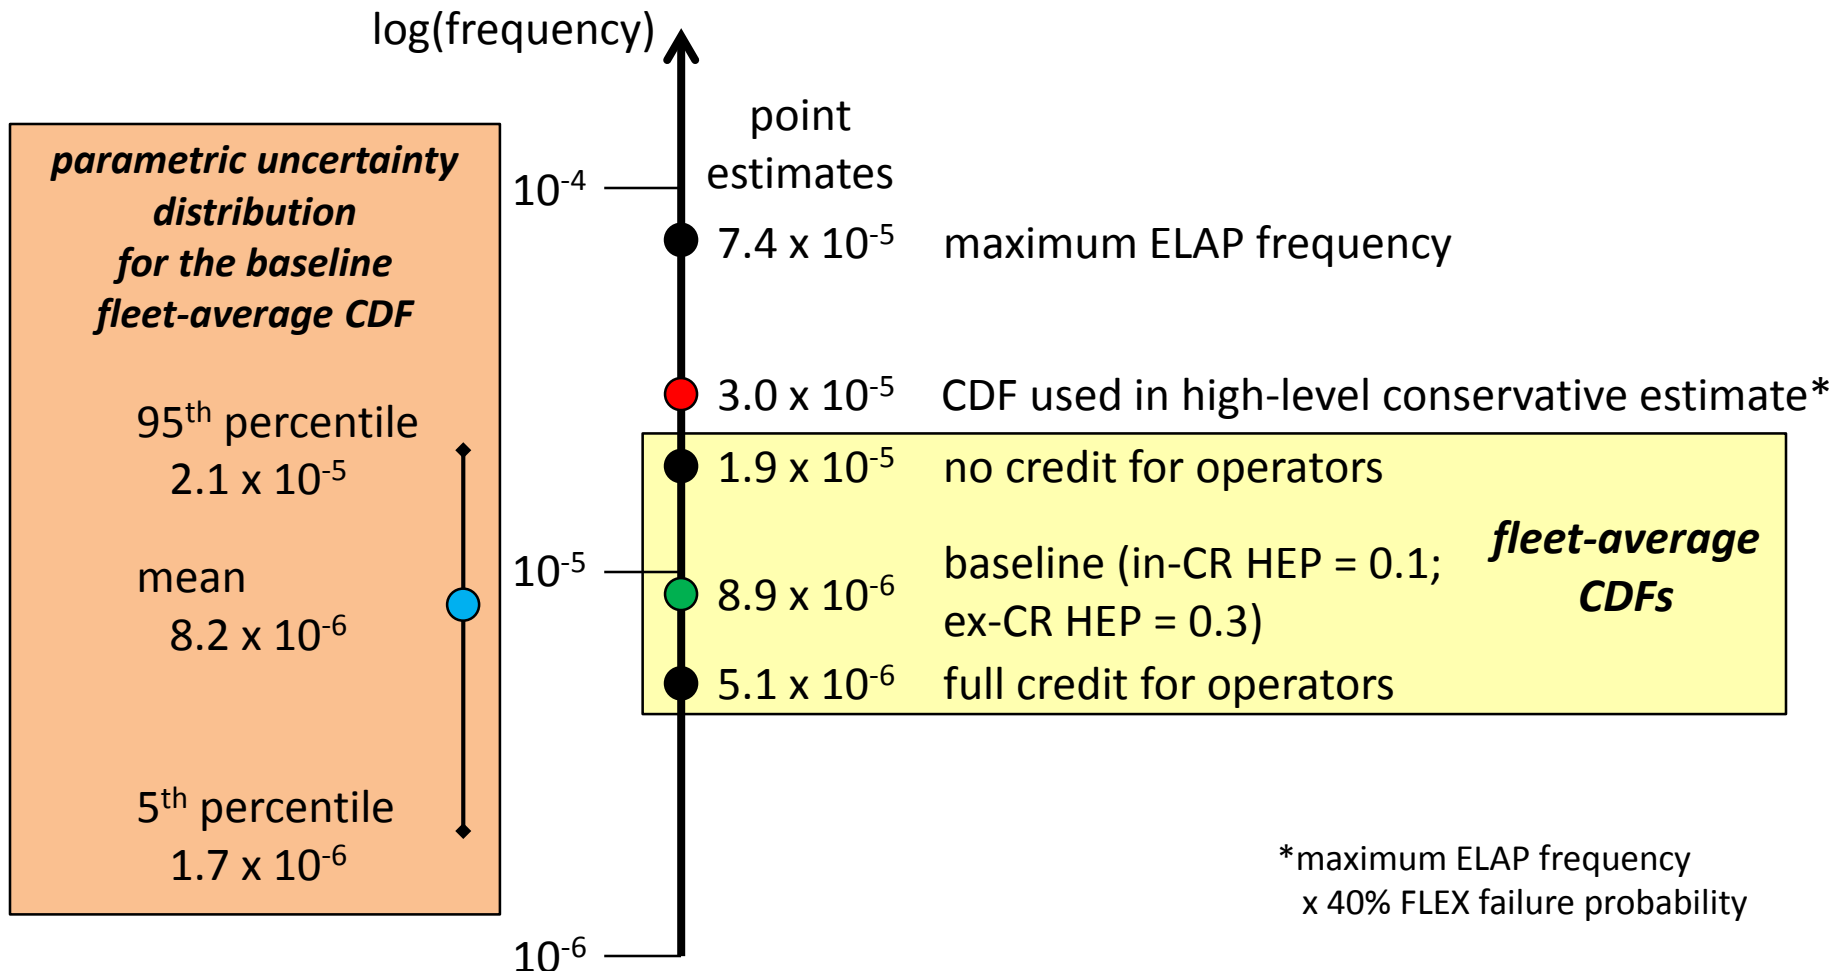 log(frequency)
parametric uncertainty
distribution
for the baseline
fleet-average CDF
95th percentile
2.1 x 10-5
mean
8.2 x 10-6
5th percentile
1.7 x 10-6
10-4
10-5
10-6
point
estimates
7.4 x 10-5 maximum ELAP frequency
3.0 x 10-5 CDF used in high-level conservative estimate*
1.9 x 10-5 no credit for operators
8.9 x 10-6 baseline (in-CR HEP = 0.1;
ex-CR HEP = 0.3)
5.1 x 10-6 full credit for operators
fleet-average
CDFs
*maximum ELAP frequency
x 40% FLEX failure probability